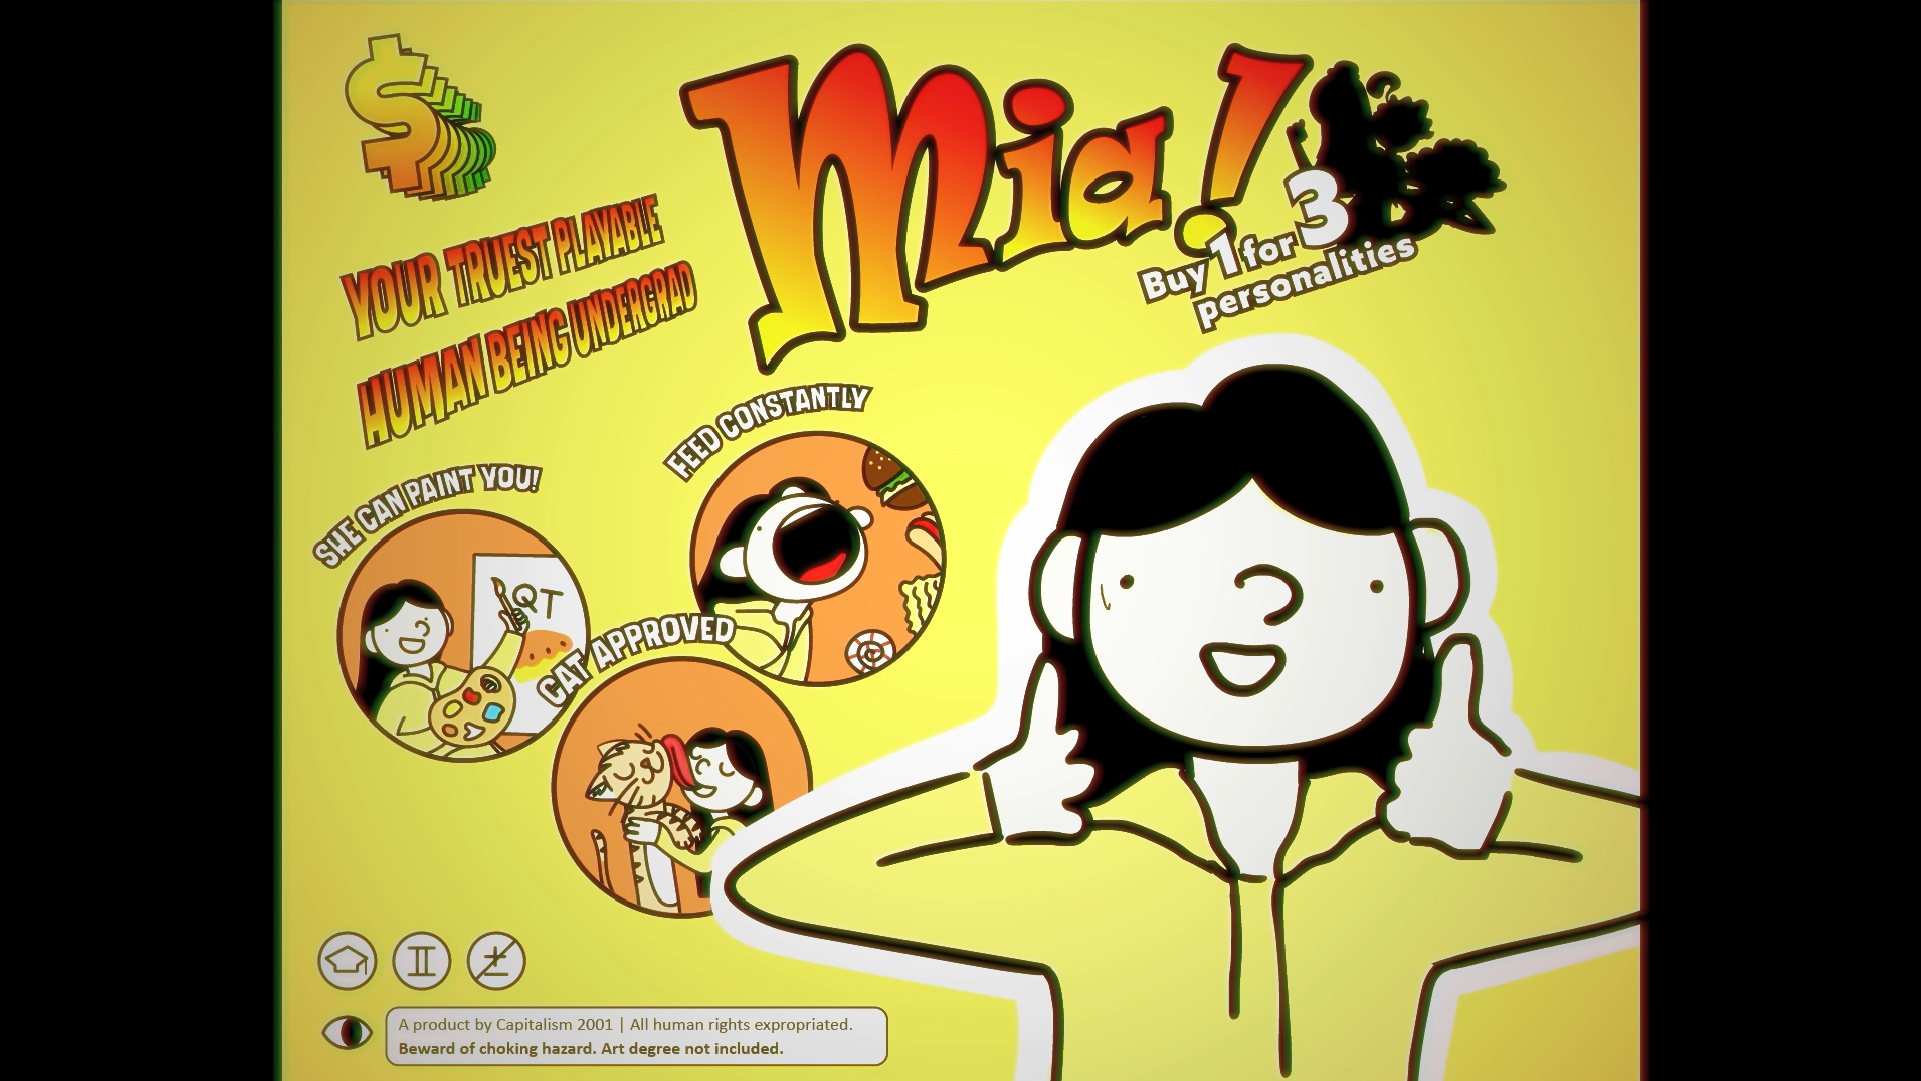 $
Mia!
Buy 1 for 3
personalities
YOUR TRUEST PLAYABLE
HUMAN BEING UNDERGRAD
FEED CONSTANTLY
SHE CAN PAINT YOU!
QT
CAT APPROVED
A product by Capitalism 2001 | All human rights expropriated.
Beward of choking hazard. Art degree not included.